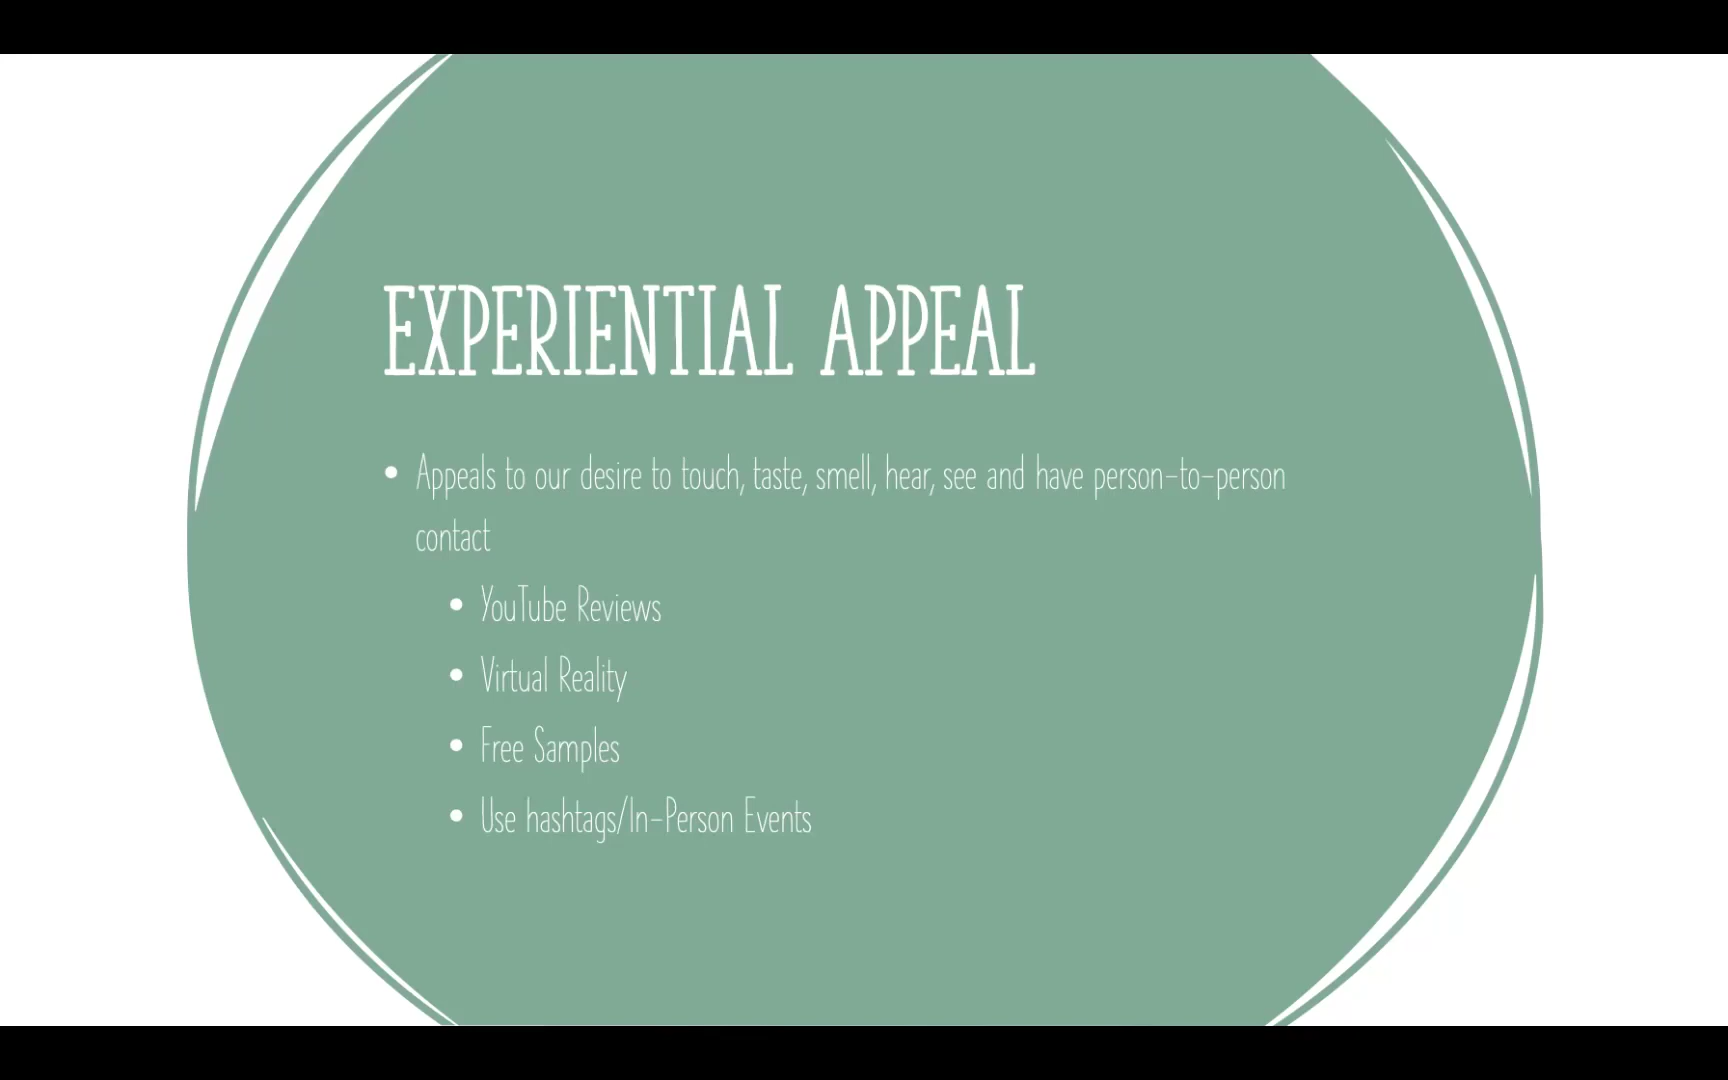 EXPERIENTIAL APPEAL
• Appeals to our desire to touch, taste, smell, hear, see and have person-to-person
contact
• YouTube Reviews
• Virtual Reality
• Free Samples
• Use hashtags/In-Person Events